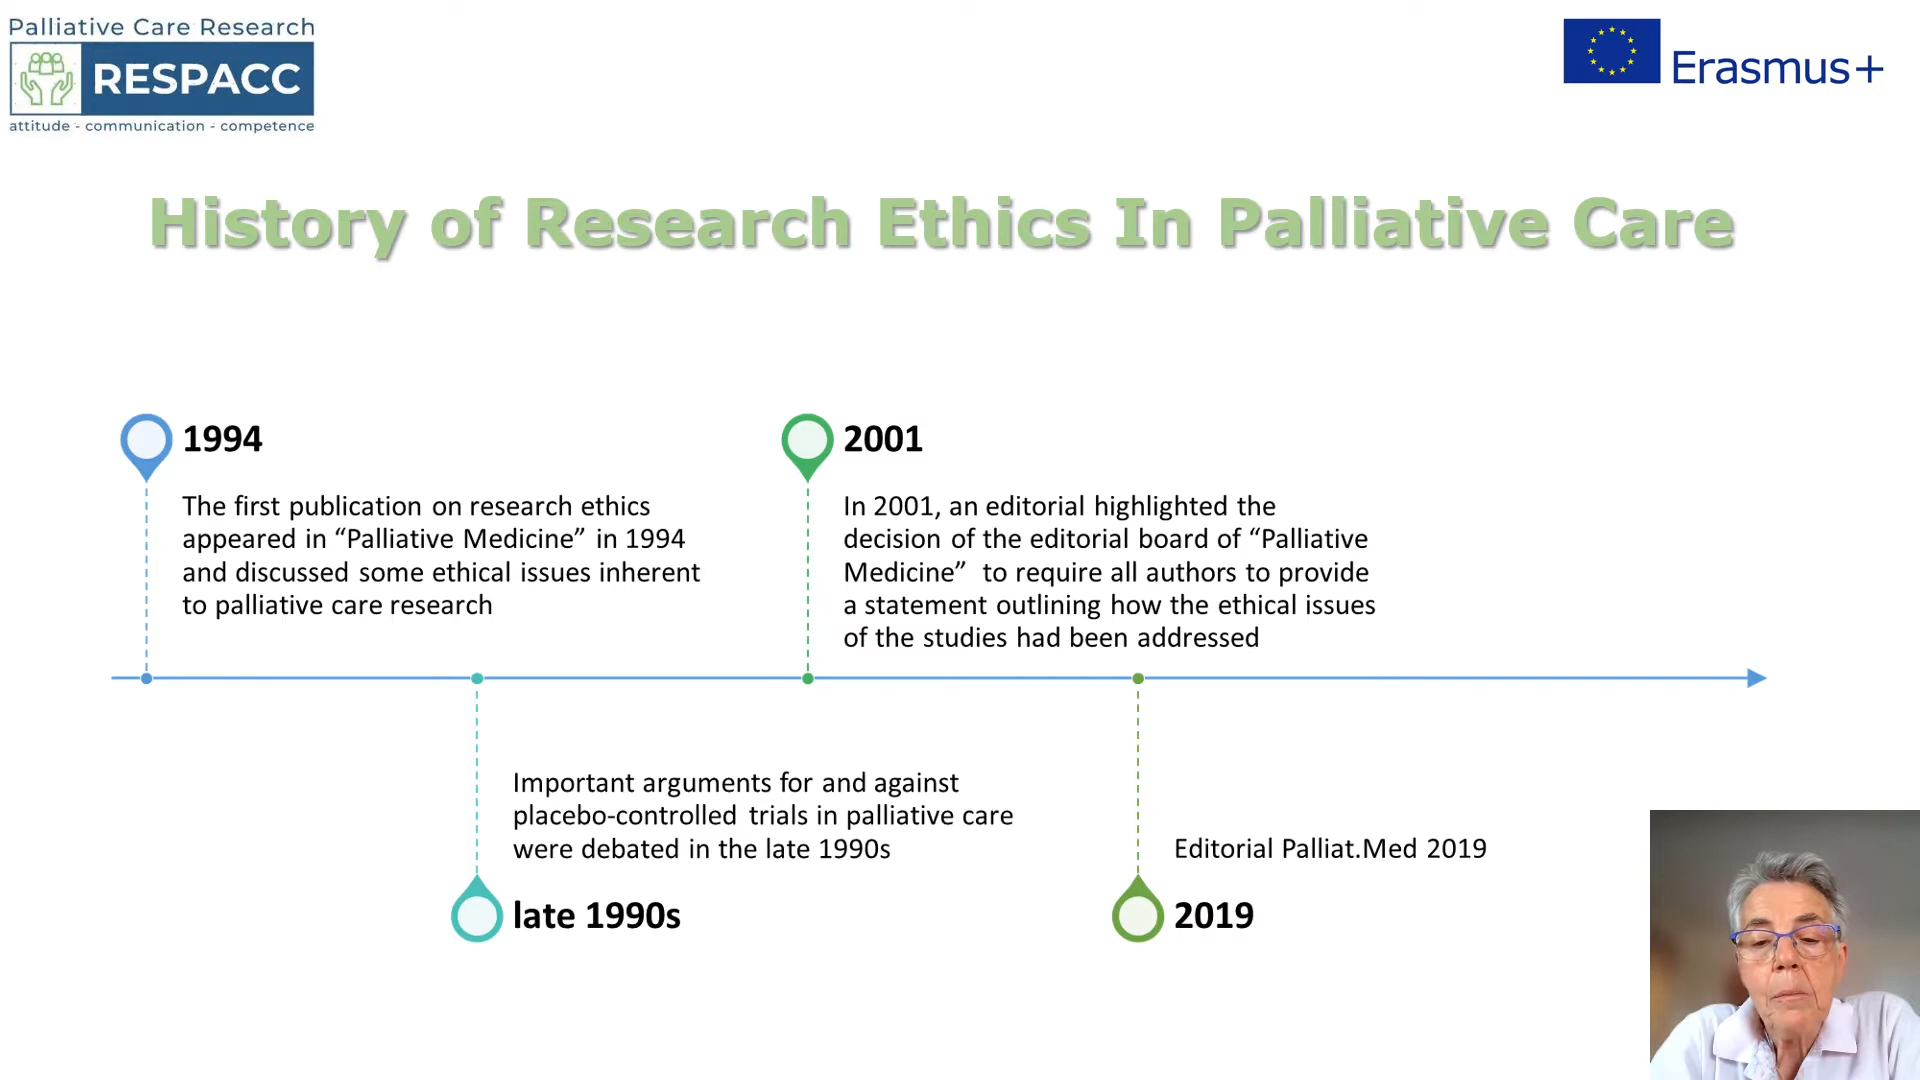 Palliative Care Research
RESPACC
attitude - communication - competence
Erasmus+
History of Research Ethics In Palliative Care
1994
The first publication on research ethics
appeared in “Palliative Medicine” in 1994
and discussed some ethical issues inherent
to palliative care research
2001
In 2001, an editorial highlighted the
decision of the editorial board of “Palliative
Medicine”  to require all authors to provide
a statement outlining how the ethical issues
of the studies had been addressed
Important arguments for and against
placebo-controlled trials in palliative care
were debated in the late 1990s
late 1990s
Editorial Palliat.Med 2019
2019